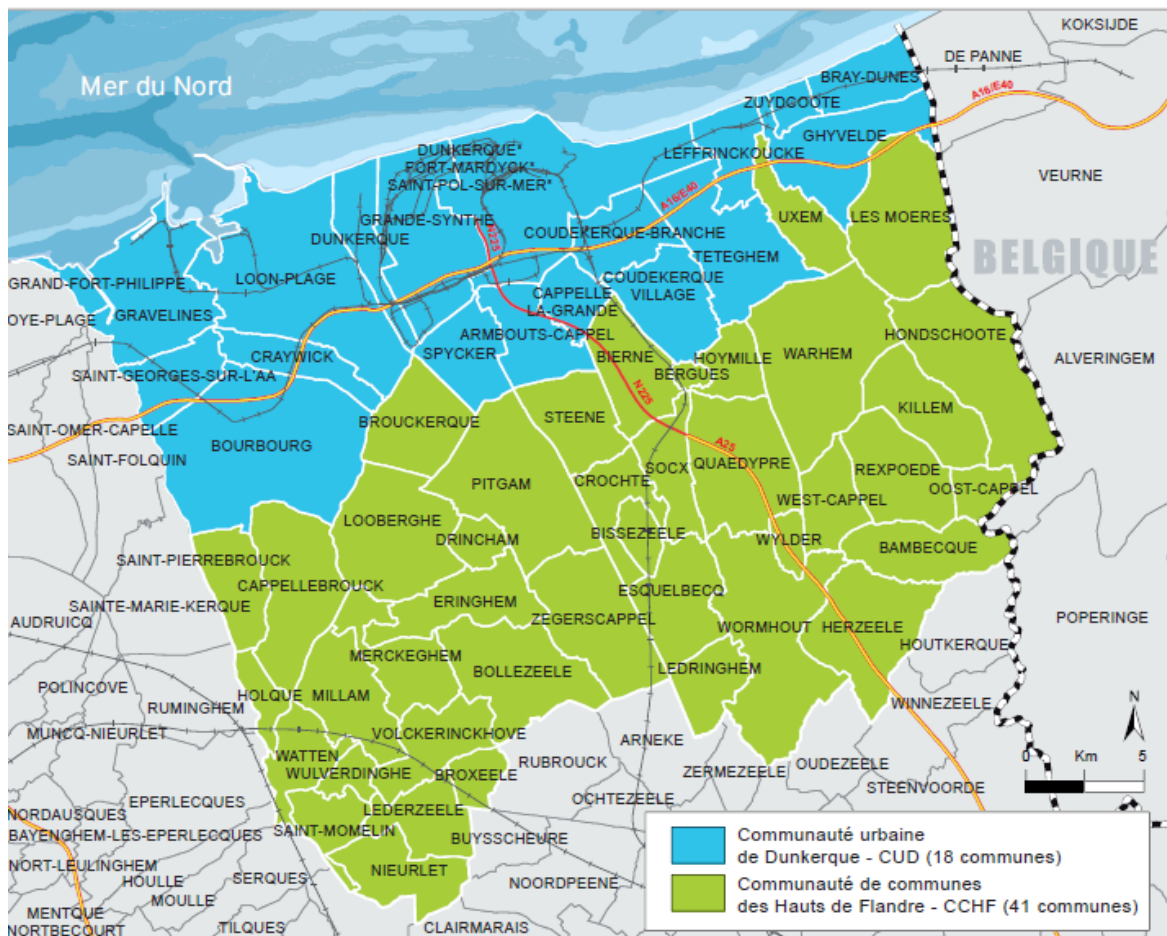 KOKSIJDE
DE PANNE
Mer du Nord
BRAY-DUNES
A16/E40
ZUYDCOOTE
GHYVELDE
DUNKERQUE*
FORT-MARDYCK*
SAINT-POL-SUR-MER*
LEFFRINCKOUCKE
VEURNE
A16/E40
UXEM
LES MOERES
GRANDE-SYNTHE
N225
DUNKERQUE
COUDEKERQUE-BRANCHE
TETEGHEM
BELGIQUE
GRAND-FORT-PHILIPPE
LOON-PLAGE
COUDEKERQUE
VILLAGE
CAPPELLE
LA-GRANDE
OYE-PLAGE
GRAVELINES
ARMBOUTS-CAPPEL
HONDSCHOOTE
CRAYWICK
SPYCKER
BIERNE
HOYMILLE
WARHEM
ALVERINGEM
SAINT-GEORGES-SUR-L'AA
BERGUES
N225
KILLEM
BROUCKERQUE
STEENE
SAINT-OMER-CAPELLE
BOURBOURG
A25
SAINT-FOLQUIN
SOCX
QUAEDYPRE
REXPOEDE
PITGAM
CROCHTE
OOST-CAPPEL
WEST-CAPPEL
LOOBERGHE
BISSEZEELE
DRINCHAM
WYLDER
BAMBECQUE
SAINT-PIERREBROUCK
CAPPELLEBROUCK
ESQUELBECQ
SAINTE-MARIE-KERQUE
ERINGHEM
ZEGERSCAPPEL
AUDRUICQ
WORMHOUT
HERZEELE
POPERINGE
HOUTKERQUE
MERCKEGHEM
BOLLEZEELE
LEDRINGHEM
POLINCOVE
HOLQUE
MILLAM
RUMINGHEM
WINNEZEELE
N
MUNCQ-NIEURLET
VOLCKERINCKHOVE
ARNEKE
WATTEN
RUBROUCK
0 Km 5
WULVERDINGHE
BROXEELE
ZERMEZEELE
OUDEZEELE
STEENVOORDE
EPERLECQUES
OCHTEZEELE
NORDAUSQUES
LEDERZEELE
BAYENGHEM-LES-EPERLECQUES
SAINT-MOMELIN
BUYSSCHEURE
Communauté urbaine
de Dunkerque - CUD (18 communes)
NORT-LEULINGHEM
NIEURLET
HOULLE
SERQUES
NOORDPEENE
MOULLE
Communauté de communes
des Hauts de Flandre - CCHF (41 communes)
MENTQUE
NORTBECOURT
TILQUES
CLAIRMARAIS